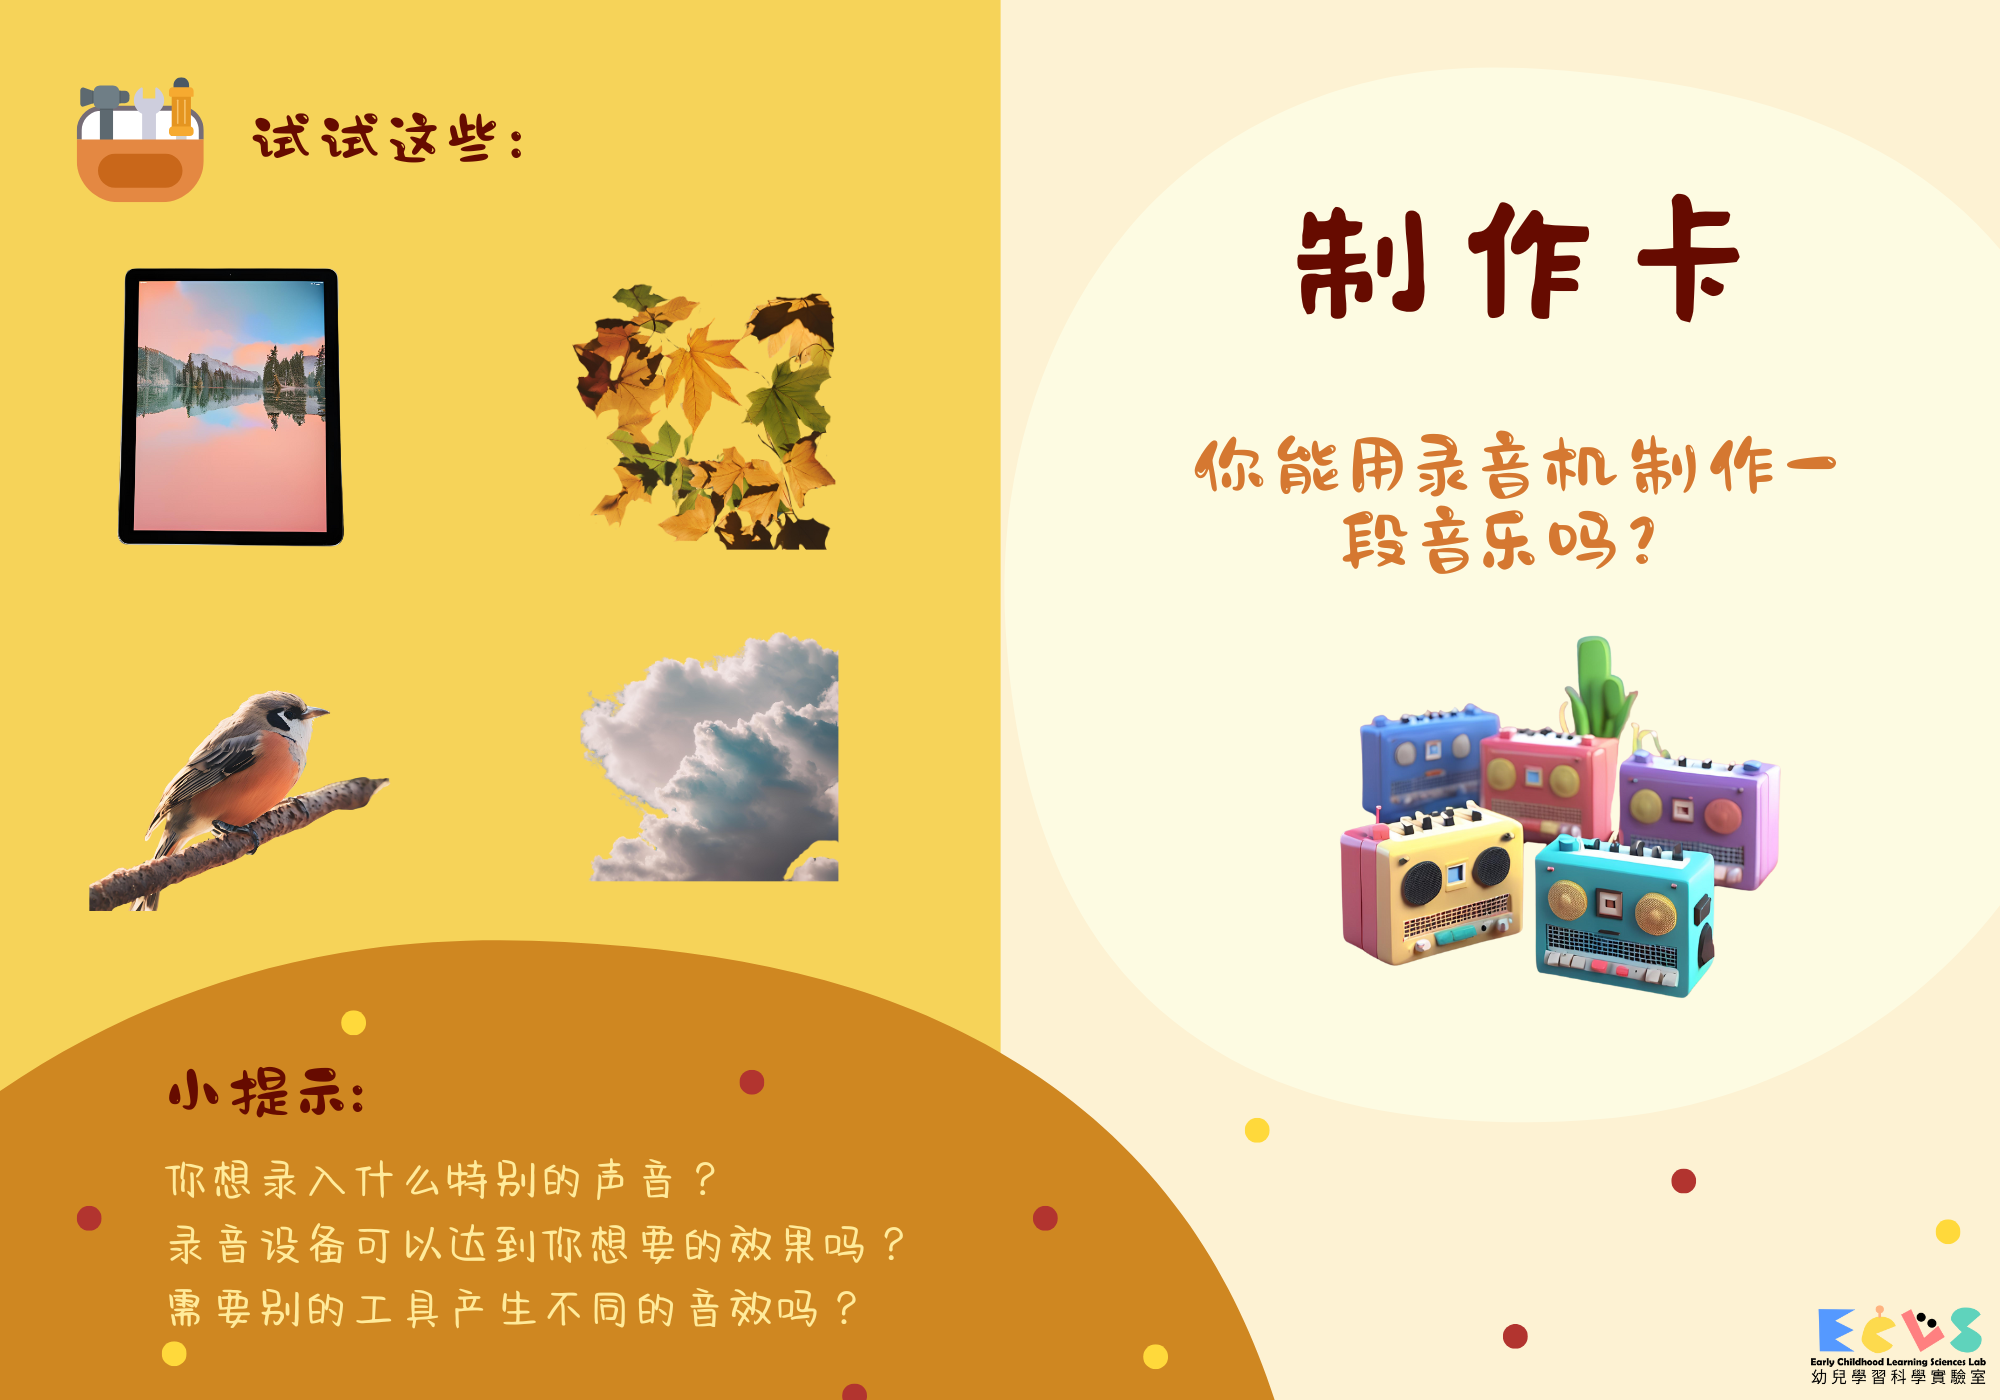 试试这些:
小提示:
你想录入什么特别的声音？
录音设备可以达到你想要的效果吗？
需要别的工具产生不同的音效吗？
制作卡
你能用录音机制作一
段音乐吗？
ECLS
Early Childhood Learning Sciences Lab
幼兒學習科學實驗室